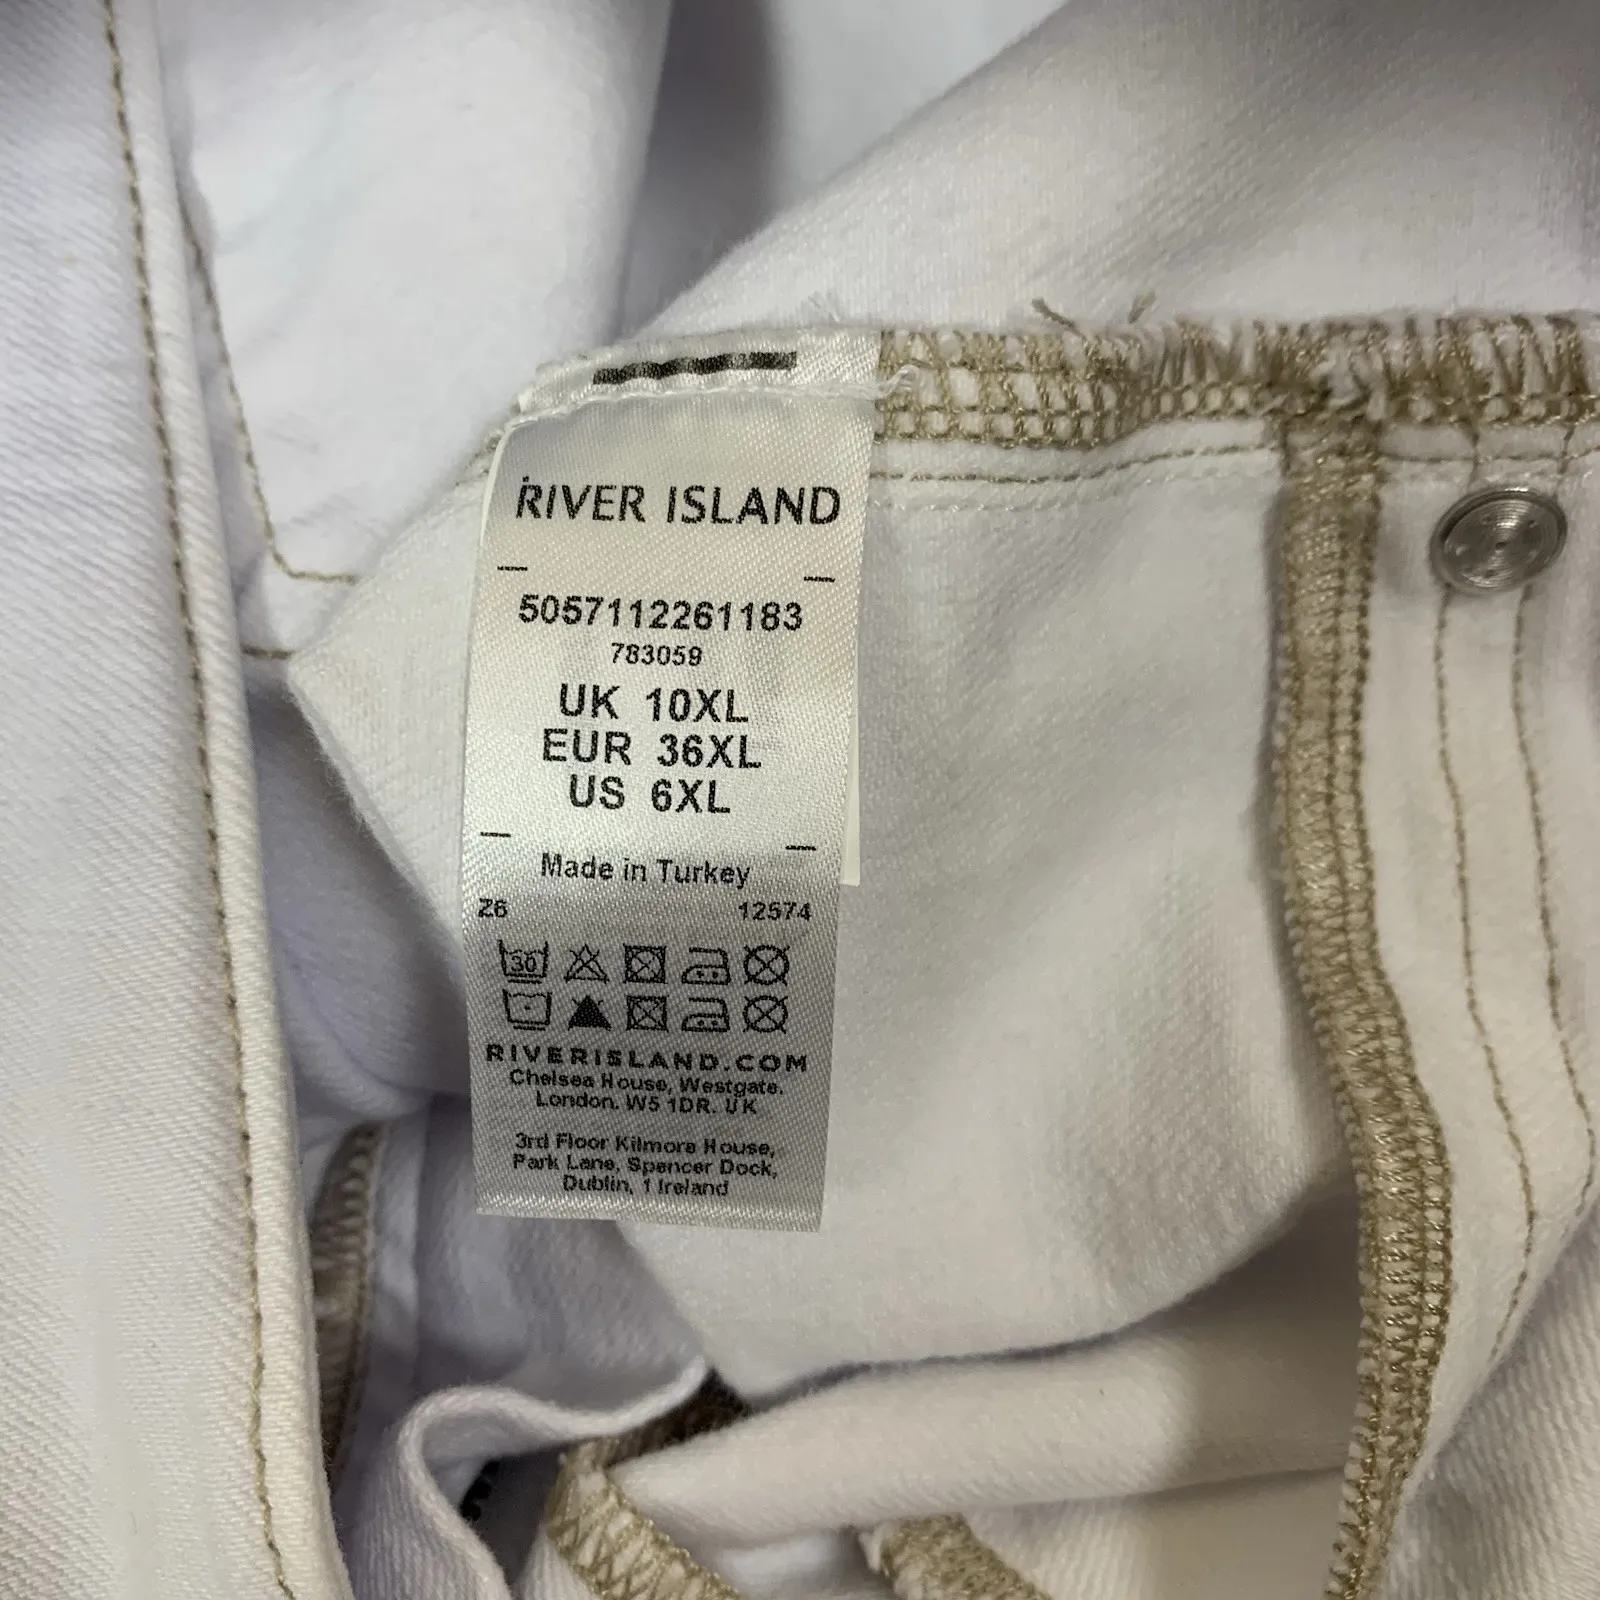 RIVER ISLAND
5057112261183
783059
UK 10XL
EUR 36XL
US 6XL
Made in Turkey
Z6 12574
30
RIVERISLAND.COM
Chelsea House, Westgate.
London. W5 1DR. UK
3rd Floor Kilmore House,
Park Lane, Spencer Dock,
Dublin, 1 Ireland